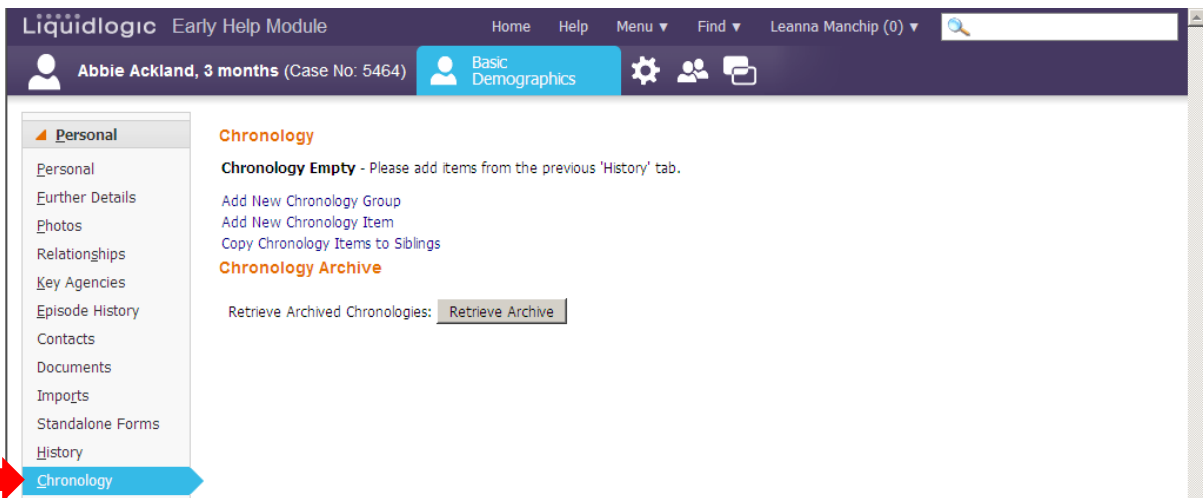 Liquidlogic Early Help Module Home Help Menu ▼ Find ▼ Leanna Manchip (0) ▼
Abbie Ackland, 3 months (Case No: 5464) Basic Demographics
Personal
Personal
Further Details
Photos
Relationships
Key Agencies
Episode History
Contacts
Documents
Imports
Standalone Forms
History
Chronology
Chronology
Chronology Empty - Please add items from the previous 'History' tab.
Add New Chronology Group
Add New Chronology Item
Copy Chronology Items to Siblings
Chronology Archive
Retrieve Archived Chronologies: Retrieve Archive